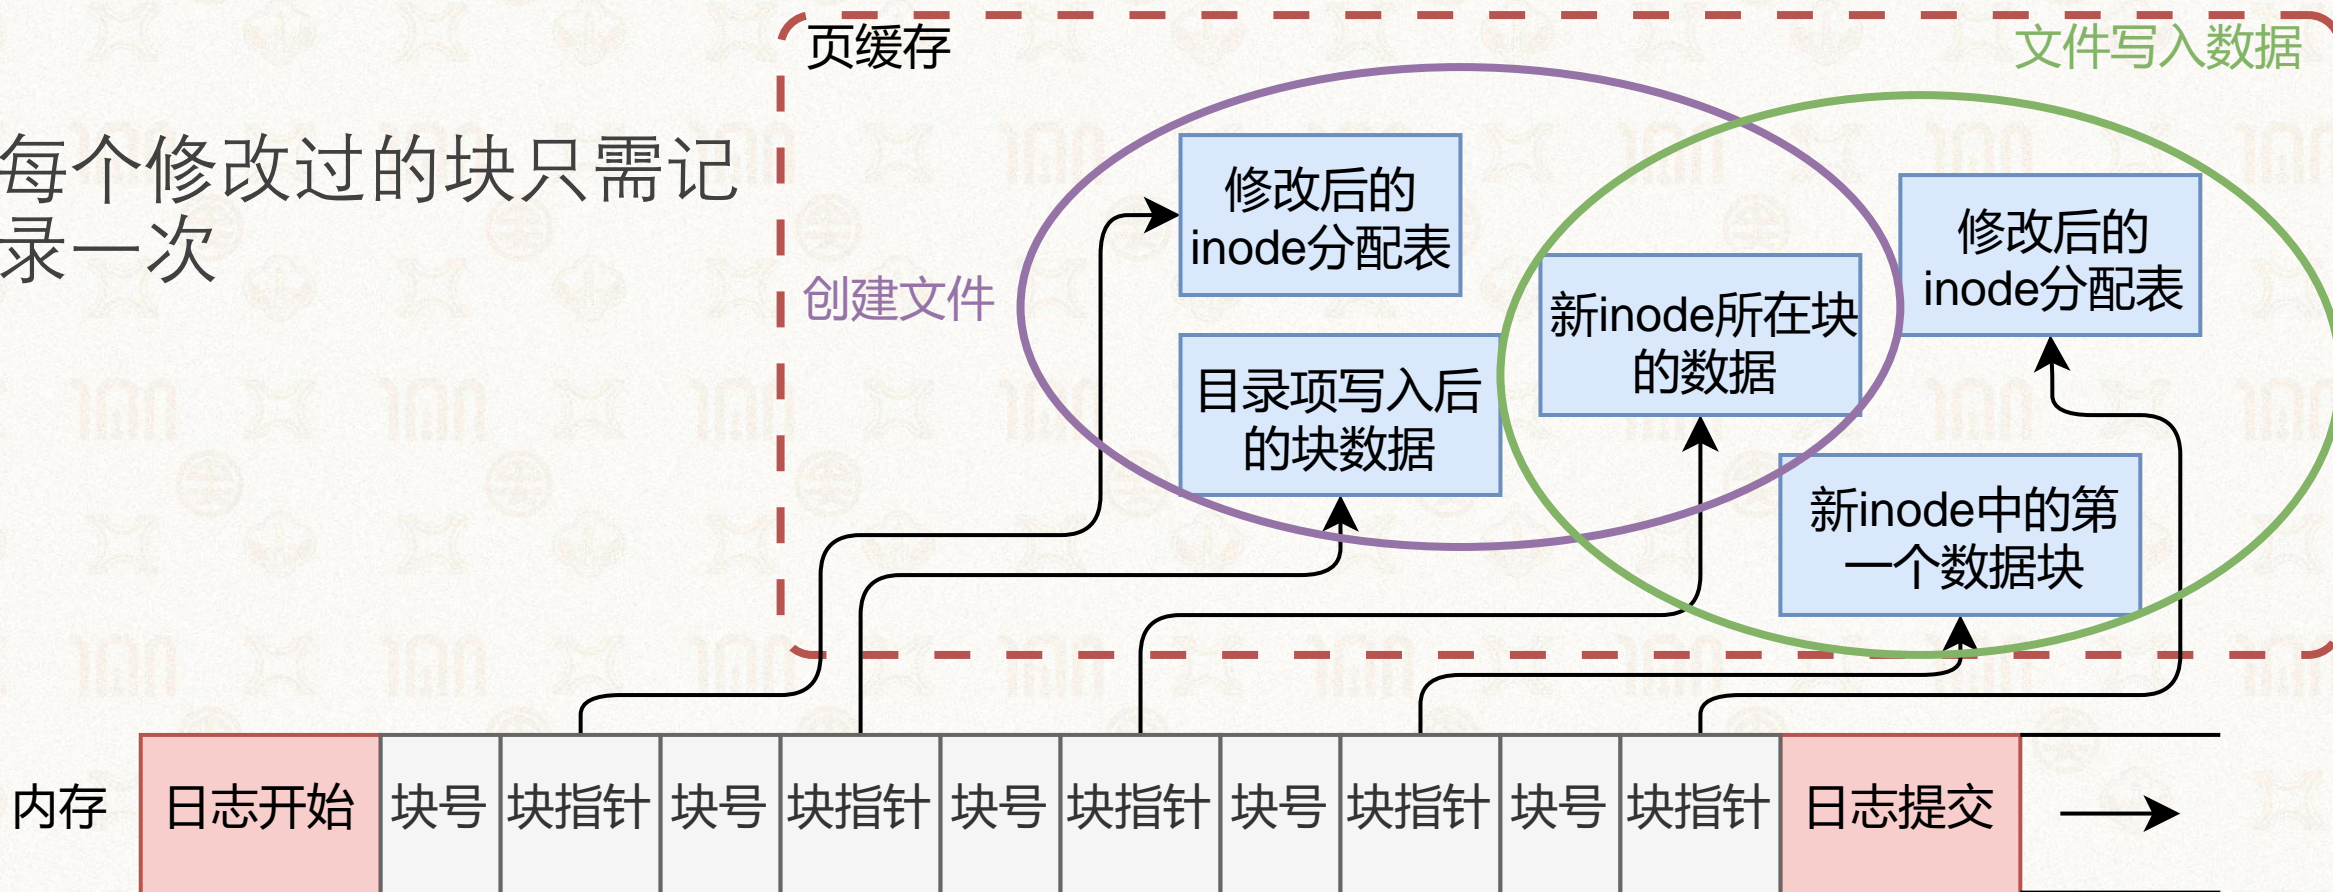 页缓存
文件写入数据
每个修改过的块只需记
录一次
创建文件
修改后的
inode分配表
目录项写入后
的块数据
新inode所在块
的数据
修改后的
inode分配表
新inode中的第
一个数据块
内存
日志开始
块号
块指针
块号
块指针
块号
块指针
块号
块指针
块号
块指针
日志提交